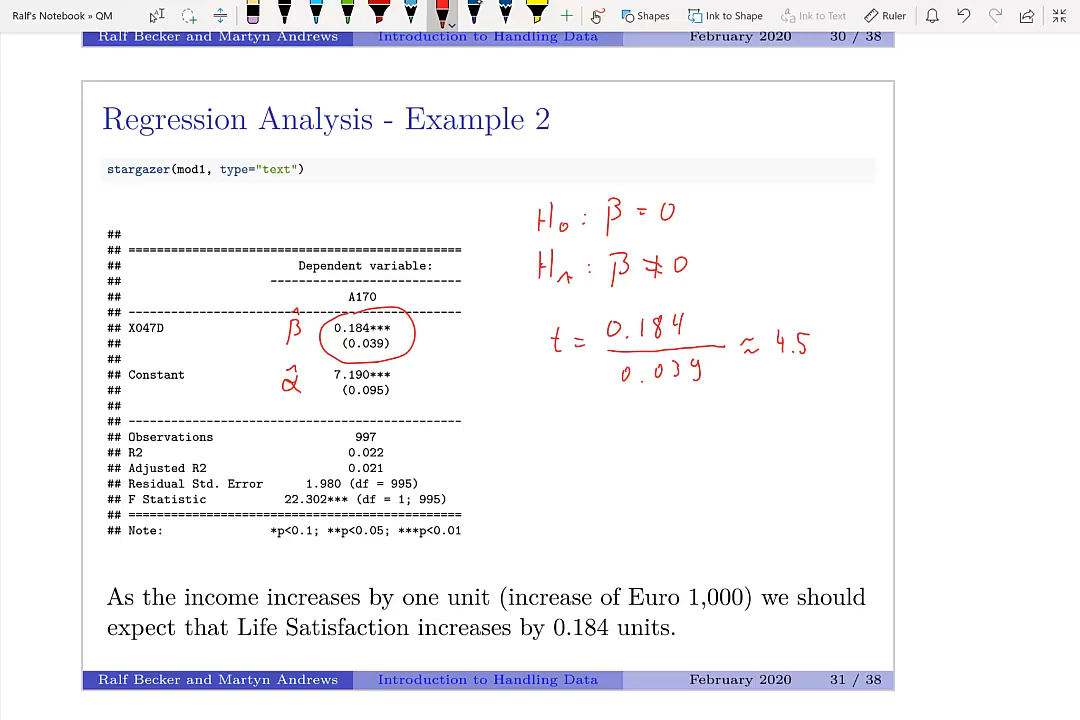 Ralf's Notebook » QM
Shapes
Ink to Shape
Ink to Text
Ruler
Ralf Becker and Martyn Andrews Introduction to Handling Data February 2020 30 / 38
Regression Analysis - Example 2
stargazer(mod1, type="text")
##
## =============================================
## Dependent variable:
## ---------------------------
## A170
## ---------------------------------------------
## X047D β̂ 0.184***
## (0.039)
##
## Constant α̂ 7.190***
## (0.095)
##
## ---------------------------------------------
## Observations 997
## R2 0.022
## Adjusted R2 0.021
## Residual Std. Error 1.980 (df = 995)
## F Statistic 22.302*** (df = 1; 995)
## =============================================
## Note: *p<0.1; **p<0.05; ***p<0.01
H₀ : β = 0
H₁ : β ≠ 0
t = 0.184 / 0.039 ≈ 4.5
As the income increases by one unit (increase of Euro 1,000) we should
expect that Life Satisfaction increases by 0.184 units.
Ralf Becker and Martyn Andrews Introduction to Handling Data February 2020 31 / 38